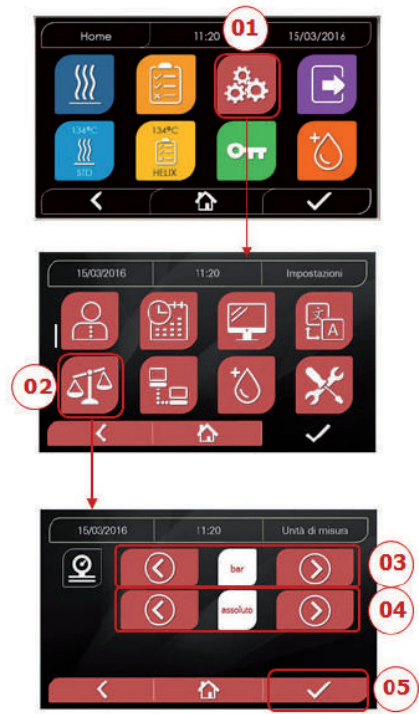 01
Home 11:20 15/03/2016
134°C 134°C
STD HELIX
15/03/2016 11:20 Impostazioni
文
A
02
15/03/2016 11:20 Unità di misura
bar
03
assoluto
04
05